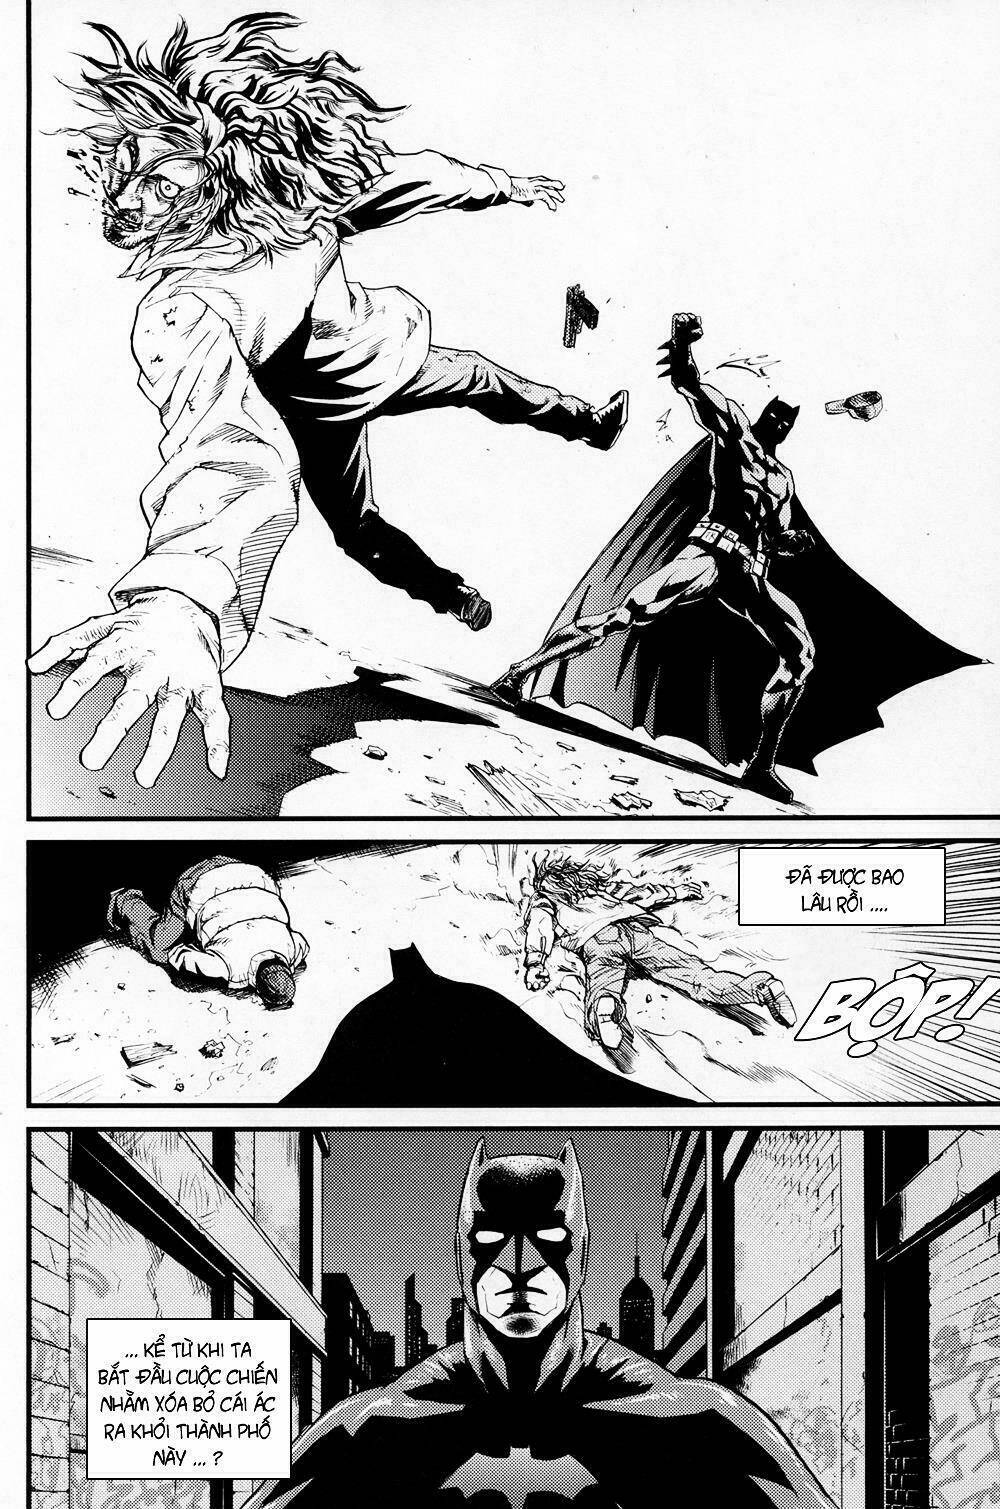 ĐÃ ĐƯỢC BAO
LÂU RỒI ....
BỘP!
... KỂ TỪ KHI TA
BẮT ĐẦU CUỘC CHIẾN
NHẰM XÓA BỎ CÁI ÁC
RA KHỎI THÀNH PHỐ
NÀY ... ?